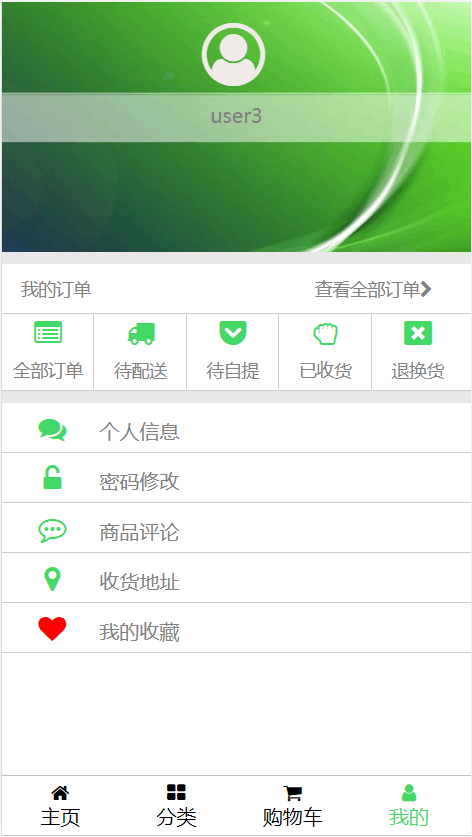 user3
我的订单 查看全部订单
全部订单 待配送 待自提 已收货 退换货
个人信息
密码修改
商品评论
收货地址
我的收藏
主页 分类 购物车 我的